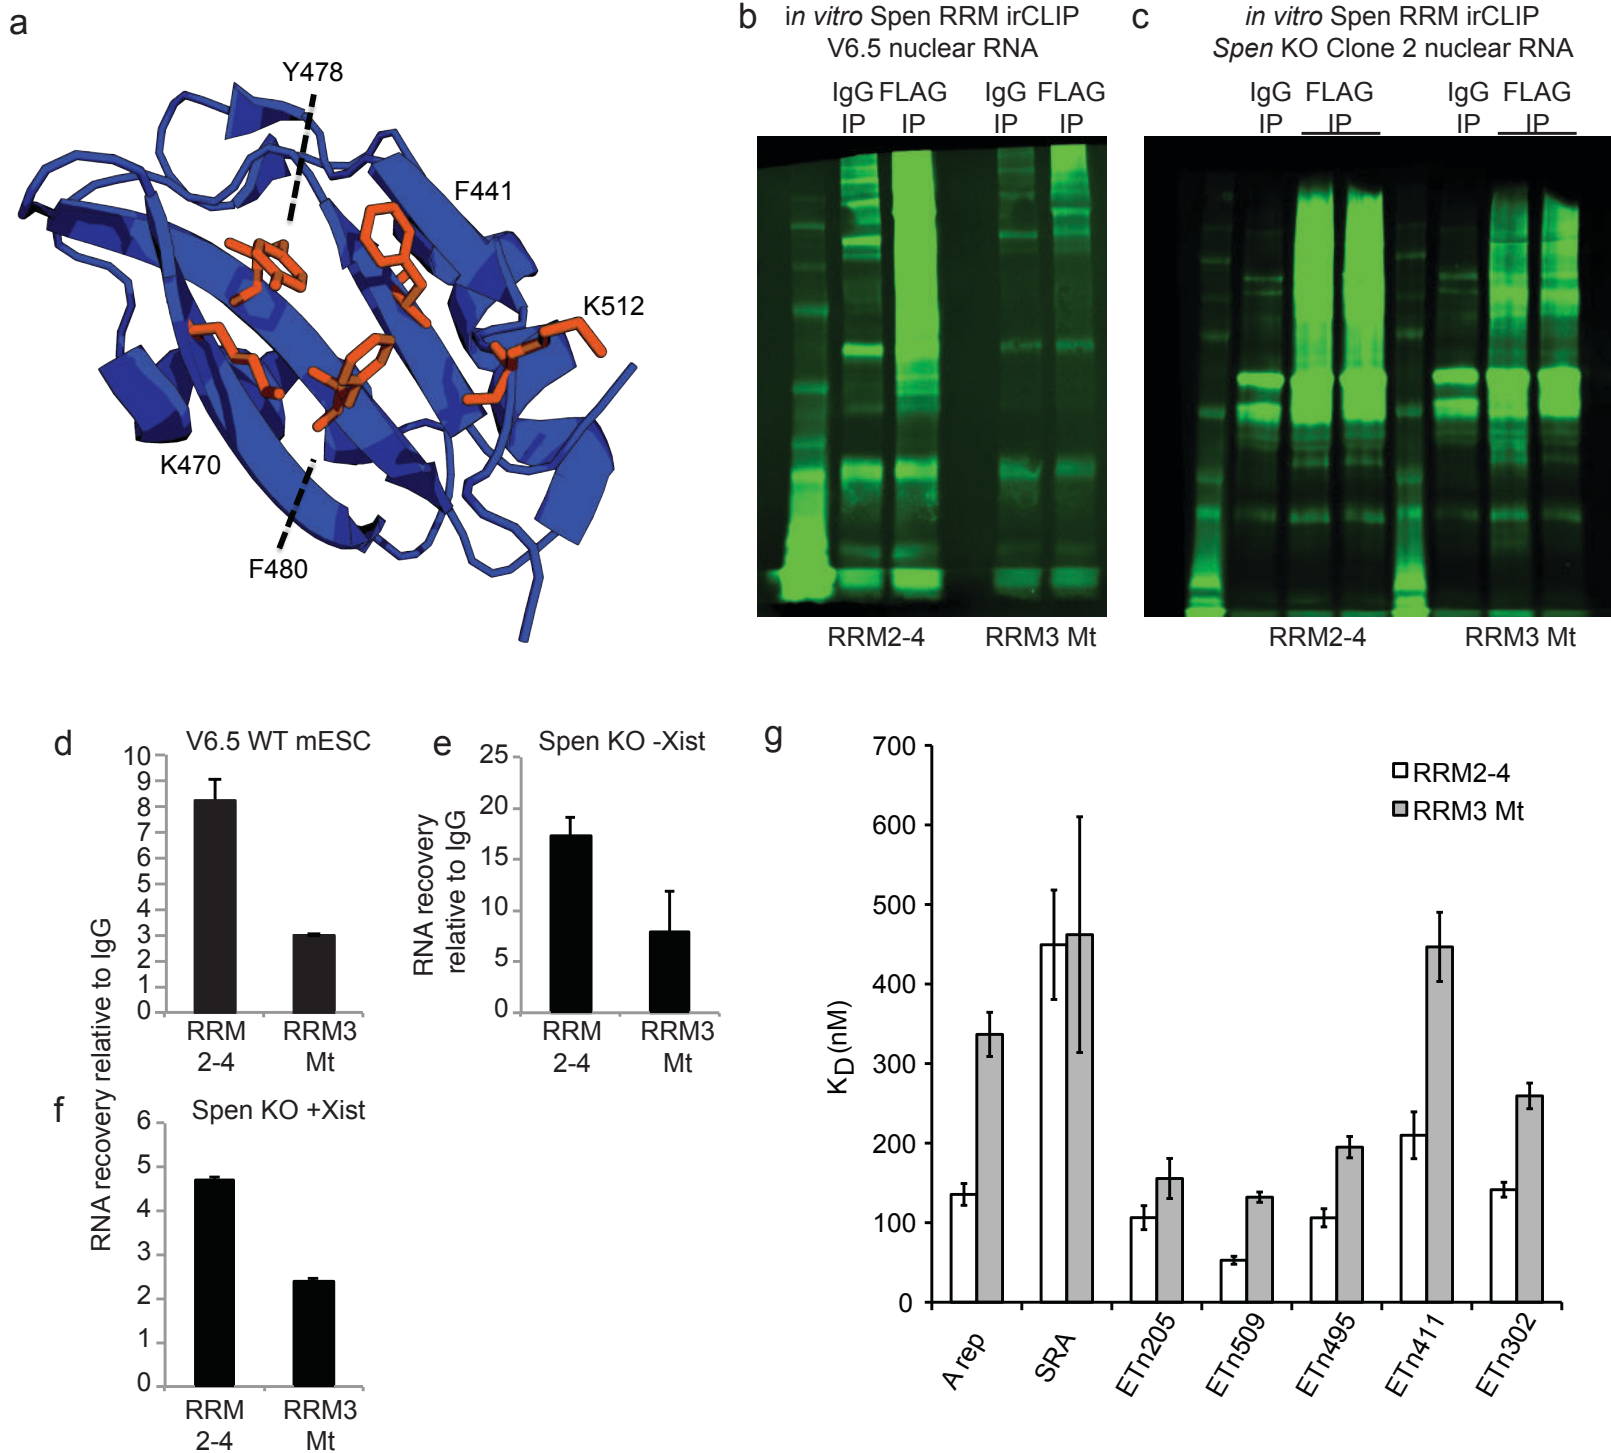 a
Y478
F441
K512
K470
F480
b
in vitro Spen RRM irCLIP
V6.5 nuclear RNA
IgG FLAG
IP IP
IgG FLAG
IP IP
RRM2-4
RRM3 Mt
c
in vitro Spen RRM irCLIP
Spen KO Clone 2 nuclear RNA
IgG FLAG
IP IP
IgG FLAG
IP IP
RRM2-4
RRM3 Mt
d
V6.5 WT mESC
10
9
8
7
6
5
4
3
2
1
0
RRM
2-4
RRM3
Mt
RNA recovery relative to IgG
e
Spen KO -Xist
RNA recovery
relative to IgG
25
20
15
10
5
0
RRM
2-4
RRM3
Mt
f
Spen KO +Xist
6
5
4
3
2
1
0
RRM
2-4
RRM3
Mt
g
KD(nM)
700
600
500
400
300
200
100
0
RRM2-4
RRM3 Mt
A rep
SRA
ETn205
ETn509
ETn495
ETn411
ETn302